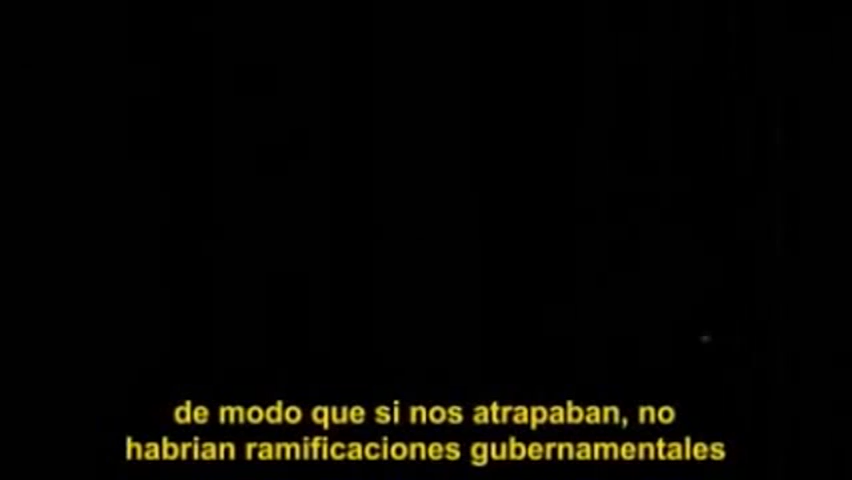 de modo que si nos atrapaban, no
habrian ramificaciones gubernamentales